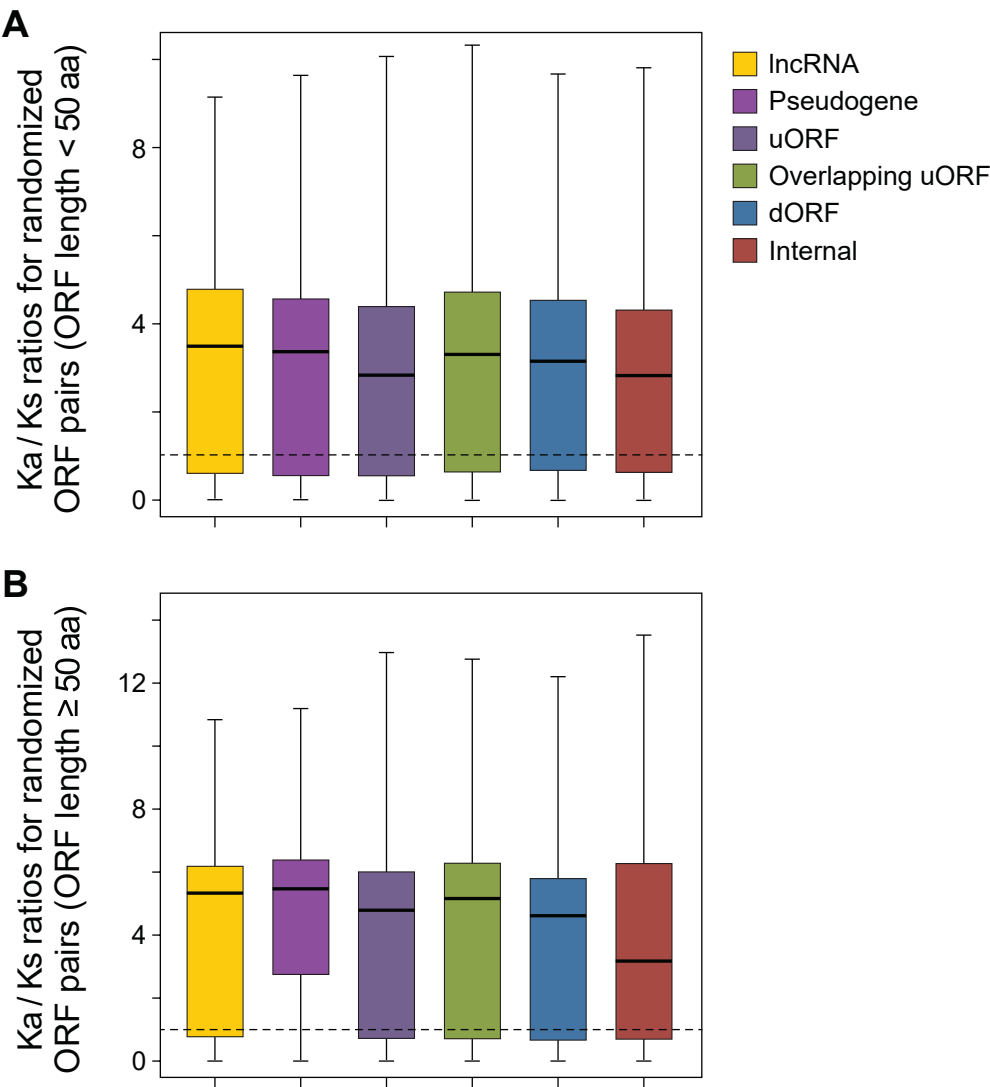 A
Ka / Ks ratios for randomized
ORF pairs (ORF length < 50 aa)
8
4
0
lncRNA
Pseudogene
uORF
Overlapping uORF
dORF
Internal
B
Ka / Ks ratios for randomized
ORF pairs (ORF length ≥ 50 aa)
12
8
4
0